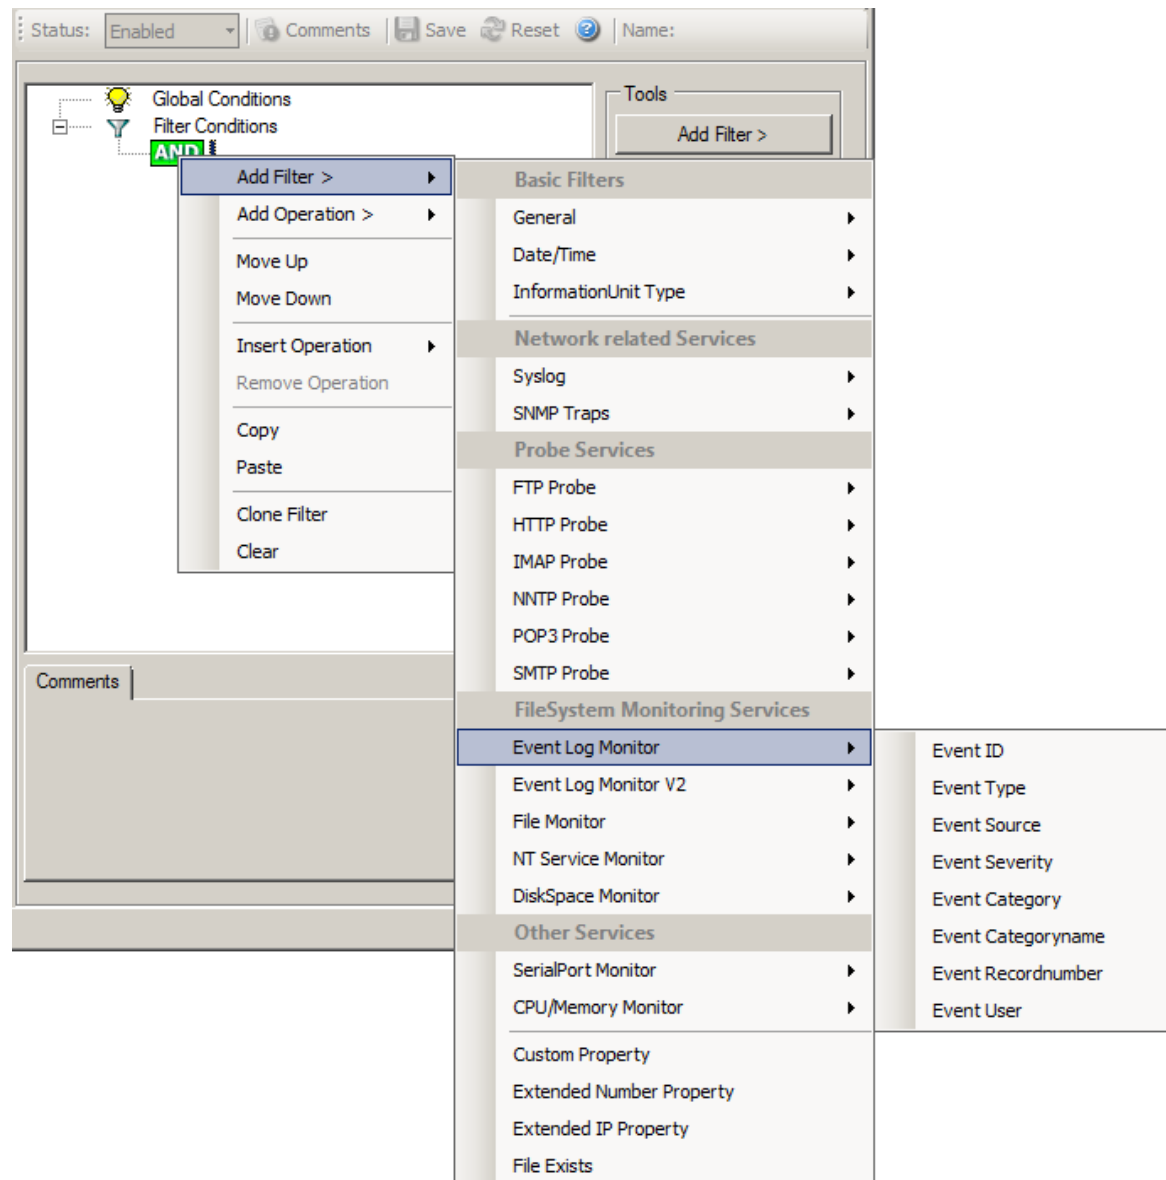 Status: Enabled Comments Save Reset Name:
Global Conditions
Filter Conditions
AND
Tools
Add Filter >
Add Filter >
Add Operation >
Move Up
Move Down
Insert Operation
Remove Operation
Copy
Paste
Clone Filter
Clear
Comments
Basic Filters
General
Date/Time
InformationUnit Type
Network related Services
Syslog
SNMP Traps
Probe Services
FTP Probe
HTTP Probe
IMAP Probe
NNTP Probe
POP3 Probe
SMTP Probe
FileSystem Monitoring Services
Event Log Monitor
Event Log Monitor V2
File Monitor
NT Service Monitor
DiskSpace Monitor
Other Services
SerialPort Monitor
CPU/Memory Monitor
Custom Property
Extended Number Property
Extended IP Property
File Exists
Event ID
Event Type
Event Source
Event Severity
Event Category
Event Categoryname
Event Recordnumber
Event User